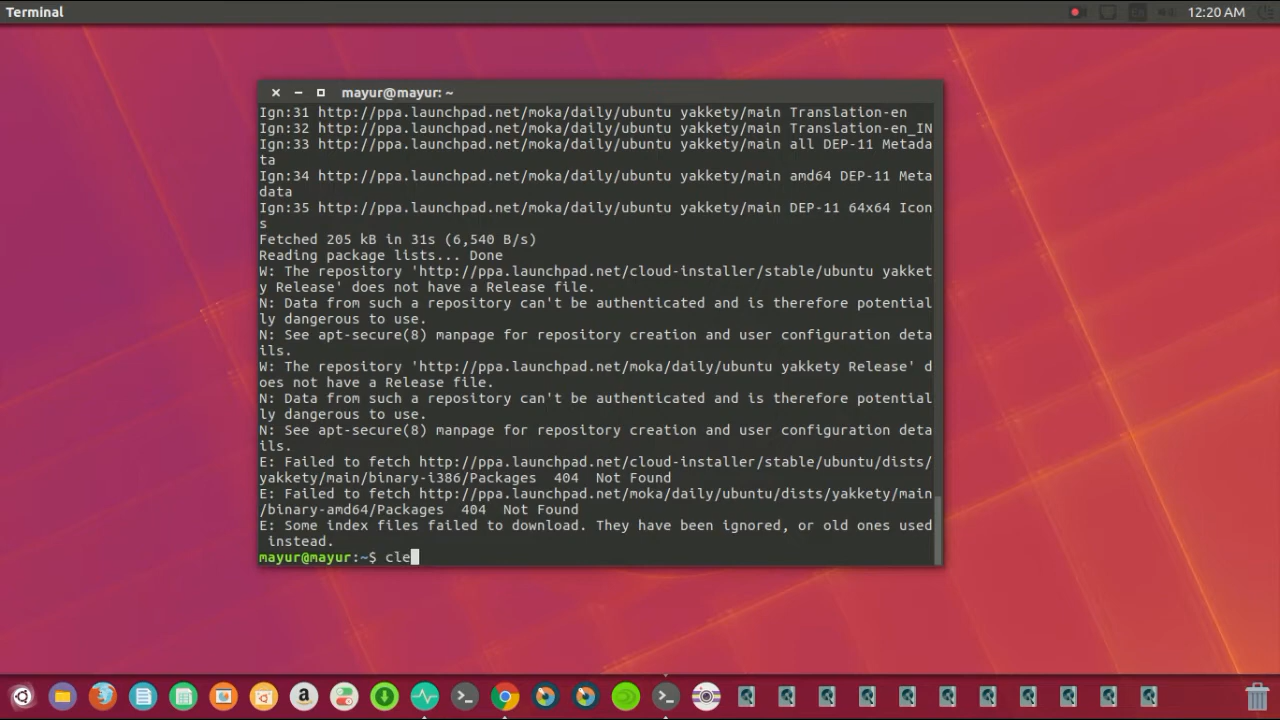 Terminal
12:20 AM
mayur@mayur: ~
Ign:31 http://ppa.launchpad.net/moka/daily/ubuntu yakkety/main Translation-en
Ign:32 http://ppa.launchpad.net/moka/daily/ubuntu yakkety/main Translation-en_IN
Ign:33 http://ppa.launchpad.net/moka/daily/ubuntu yakkety/main all DEP-11 Metada
ta
Ign:34 http://ppa.launchpad.net/moka/daily/ubuntu yakkety/main amd64 DEP-11 Meta
data
Ign:35 http://ppa.launchpad.net/moka/daily/ubuntu yakkety/main DEP-11 64x64 Icon
s
Fetched 205 kB in 31s (6,540 B/s)
Reading package lists... Done
W: The repository 'http://ppa.launchpad.net/cloud-installer/stable/ubuntu yakket
y Release' does not have a Release file.
N: Data from such a repository can't be authenticated and is therefore potential
ly dangerous to use.
N: See apt-secure(8) manpage for repository creation and user configuration deta
ils.
W: The repository 'http://ppa.launchpad.net/moka/daily/ubuntu yakkety Release' d
oes not have a Release file.
N: Data from such a repository can't be authenticated and is therefore potential
ly dangerous to use.
N: See apt-secure(8) manpage for repository creation and user configuration deta
ils.
E: Failed to fetch http://ppa.launchpad.net/cloud-installer/stable/ubuntu/dists/
yakkety/main/binary-i386/Packages  404  Not Found
E: Failed to fetch http://ppa.launchpad.net/moka/daily/ubuntu/dists/yakkety/main
/binary-amd64/Packages  404  Not Found
E: Some index files failed to download. They have been ignored, or old ones used
 instead.
mayur@mayur:~$ cle